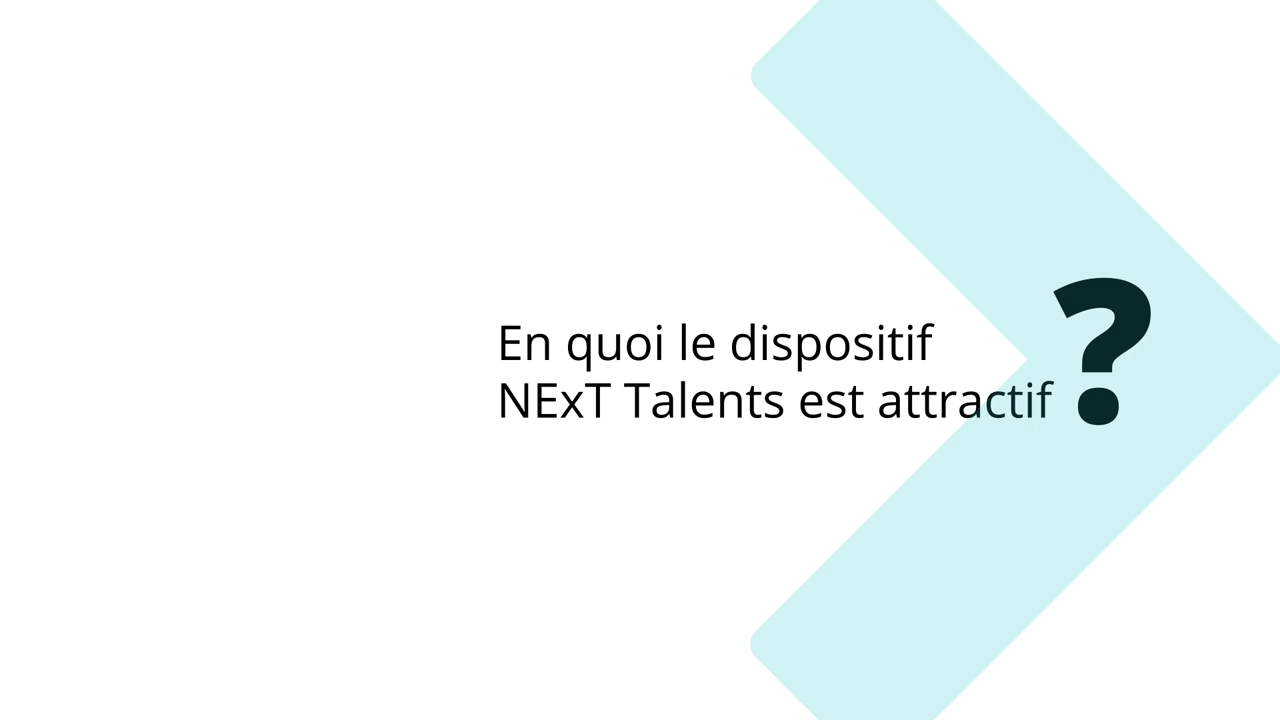 En quoi le dispositif
NExT Talents est attractif ?